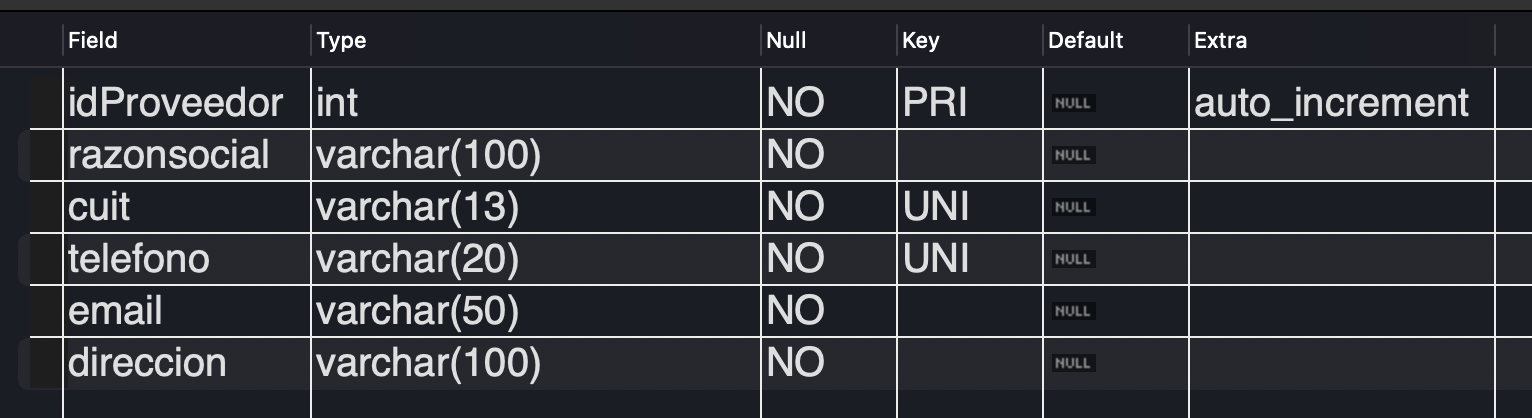 Field Type Null Key Default Extra
idProveedor int NO PRI NULL auto_increment
razonsocial varchar(100) NO NULL
cuit varchar(13) NO UNI NULL
telefono varchar(20) NO UNI NULL
email varchar(50) NO NULL
direccion varchar(100) NO NULL